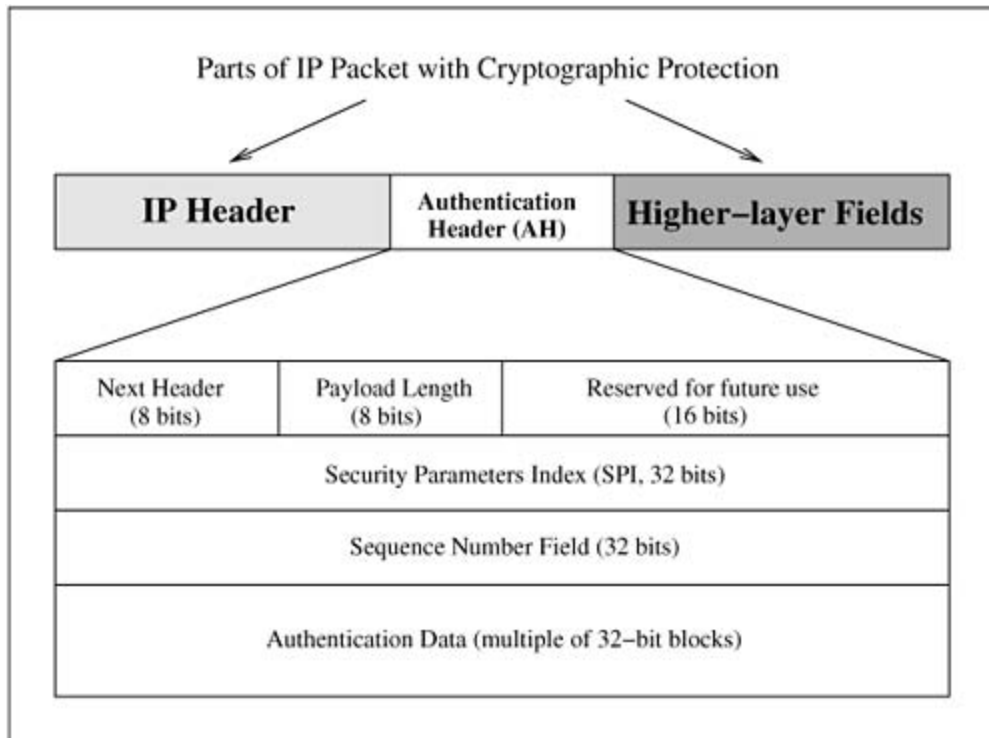 Parts of IP Packet with Cryptographic Protection
IP Header
Authentication
Header (AH)
Higher–layer Fields
Next Header
(8 bits)
Payload Length
(8 bits)
Reserved for future use
(16 bits)
Security Parameters Index (SPI, 32 bits)
Sequence Number Field (32 bits)
Authentication Data (multiple of 32–bit blocks)